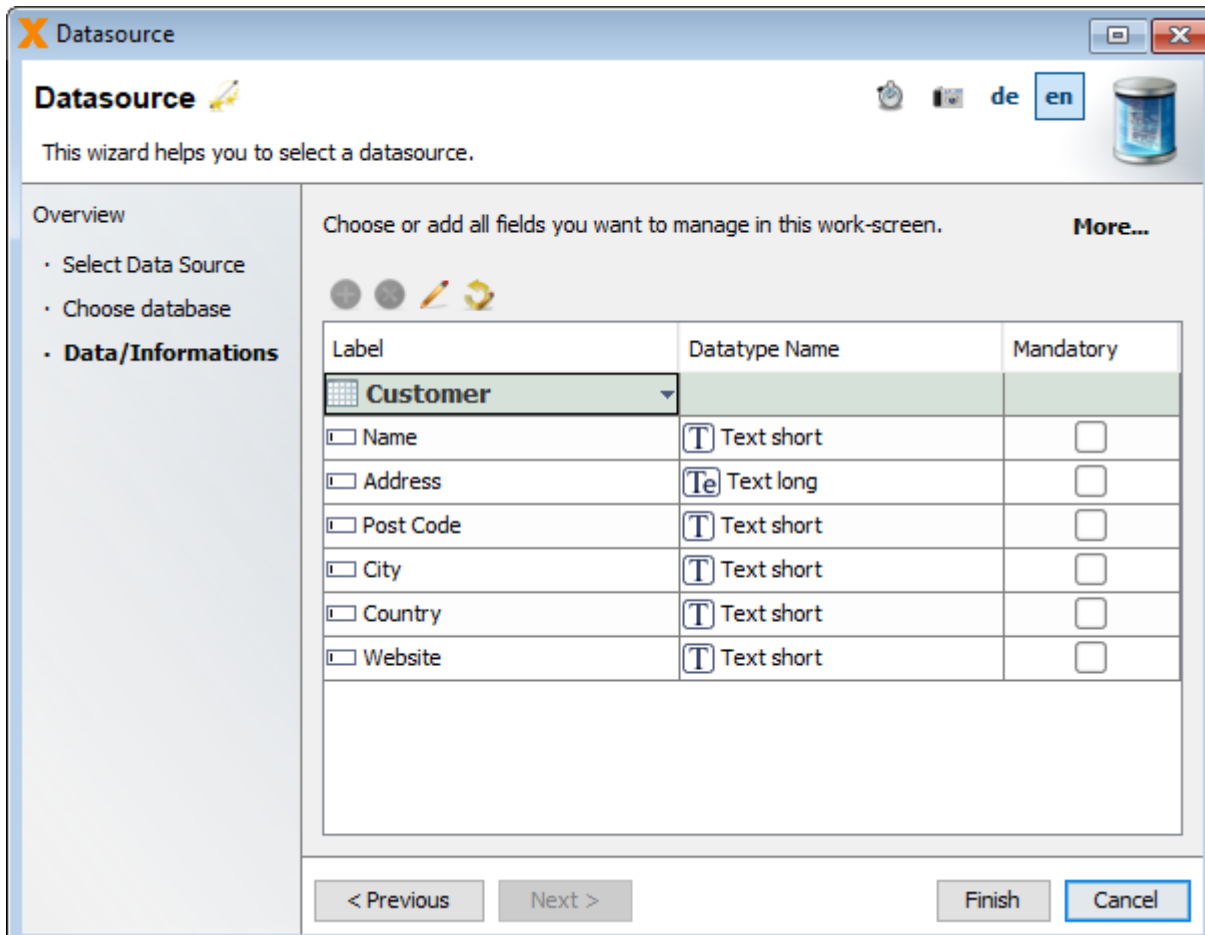 Datasource
Datasource
de en
This wizard helps you to select a datasource.
Overview
· Select Data Source
· Choose database
· Data/Informations
Choose or add all fields you want to manage in this work-screen. More...
Label Datatype Name Mandatory
Customer
Name T Text short
Address Te Text long
Post Code T Text short
City T Text short
Country T Text short
Website T Text short
< Previous Next > Finish Cancel